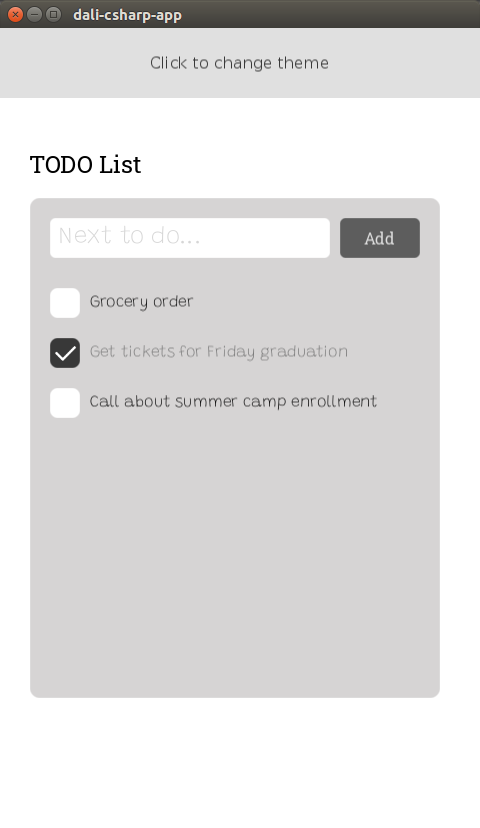 dali-csharp-app
Click to change theme
TODO List
Next to do...
Add
Grocery order
Get tickets for Friday graduation
Call about summer camp enrollment